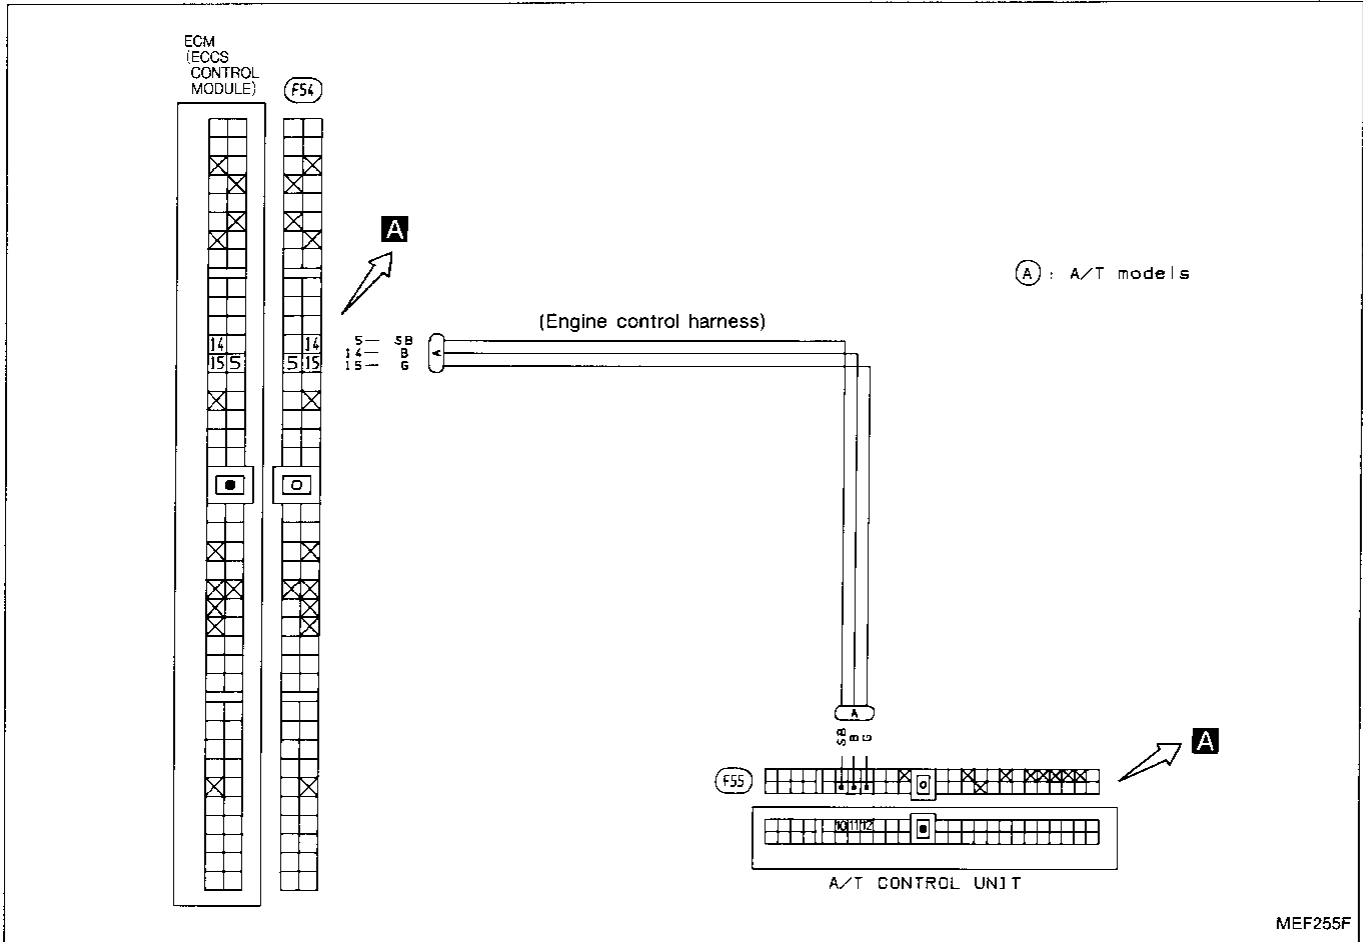 ECM
(ECCS
CONTROL
MODULE)
F54
A
A : A/T models
(Engine control harness)
14
14
5— SB
14— B
15— G
A
15 5
5 15
A
SB
B
G
A
F55
10 11 12
A/T CONTROL UNIT
MEF255F